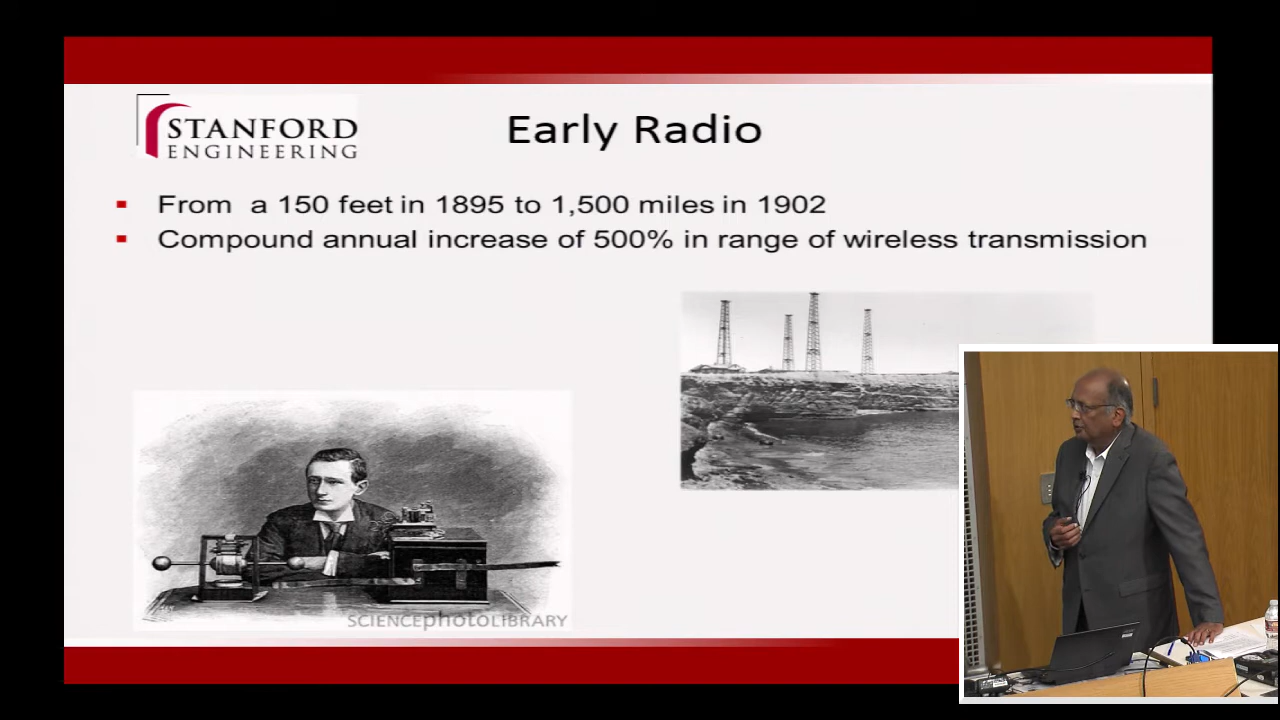 STANFORD
ENGINEERING
Early Radio
From a 150 feet in 1895 to 1,500 miles in 1902
Compound annual increase of 500% in range of wireless transmission
SCIENCEphotoLIBRARY